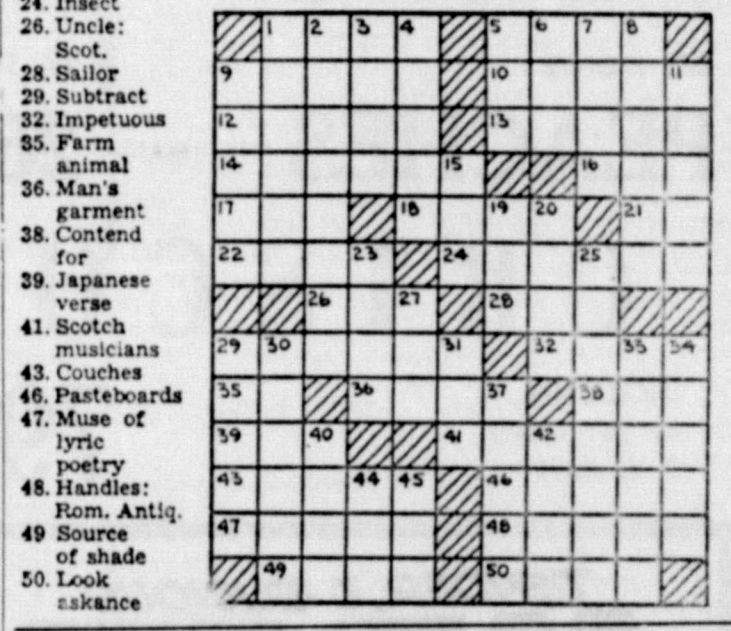 24. Insect
26. Uncle:
Scot.
28. Sailor
29. Subtract
32. Impetuous
35. Farm
animal
36. Man's
garment
38. Contend
for
39. Japanese
verse
41. Scotch
musicians
43. Couches
46. Pasteboards
47. Muse of
lyric
poetry
48. Handles:
Rom. Antiq.
49 Source
of shade
50. Look
askance
1 2 3 4 5 6 7 8
9 10 11
12 13
14 15 16
17 18 19 20 21
22 23 24 25
26 27 28
29 30 31 32 33 34
35 36 37 38
39 40 41 42
43 44 45 46
47 48
49 50